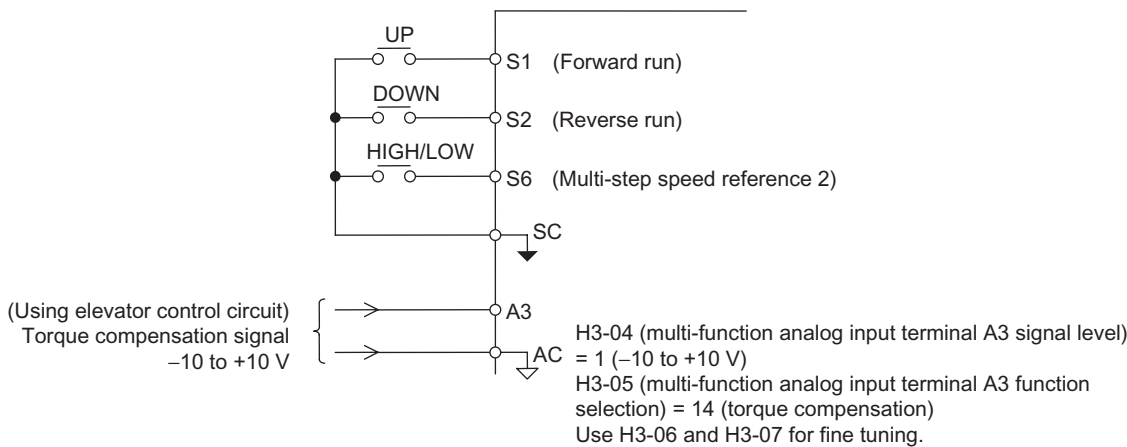 UP
S1 (Forward run)
DOWN
S2 (Reverse run)
HIGH/LOW
S6 (Multi-step speed reference 2)
SC
(Using elevator control circuit)
Torque compensation signal
−10 to +10 V
A3
AC
H3-04 (multi-function analog input terminal A3 signal level)
= 1 (−10 to +10 V)
H3-05 (multi-function analog input terminal A3 function
selection) = 14 (torque compensation)
Use H3-06 and H3-07 for fine tuning.